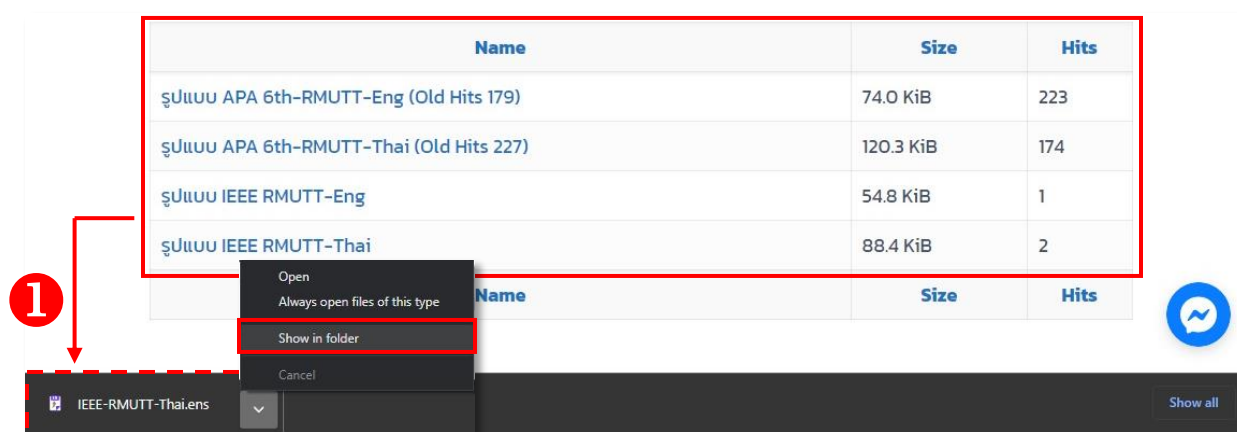 Name Size Hits
รูปแบบ APA 6th-RMUTT-Eng (Old Hits 179) 74.0 KiB 223
รูปแบบ APA 6th-RMUTT-Thai (Old Hits 227) 120.3 KiB 174
รูปแบบ IEEE RMUTT-Eng 54.8 KiB 1
รูปแบบ IEEE RMUTT-Thai 88.4 KiB 2
Name Size Hits
1
Open
Always open files of this type
Show in folder
Cancel
IEEE-RMUTT-Thai.ens
Show all